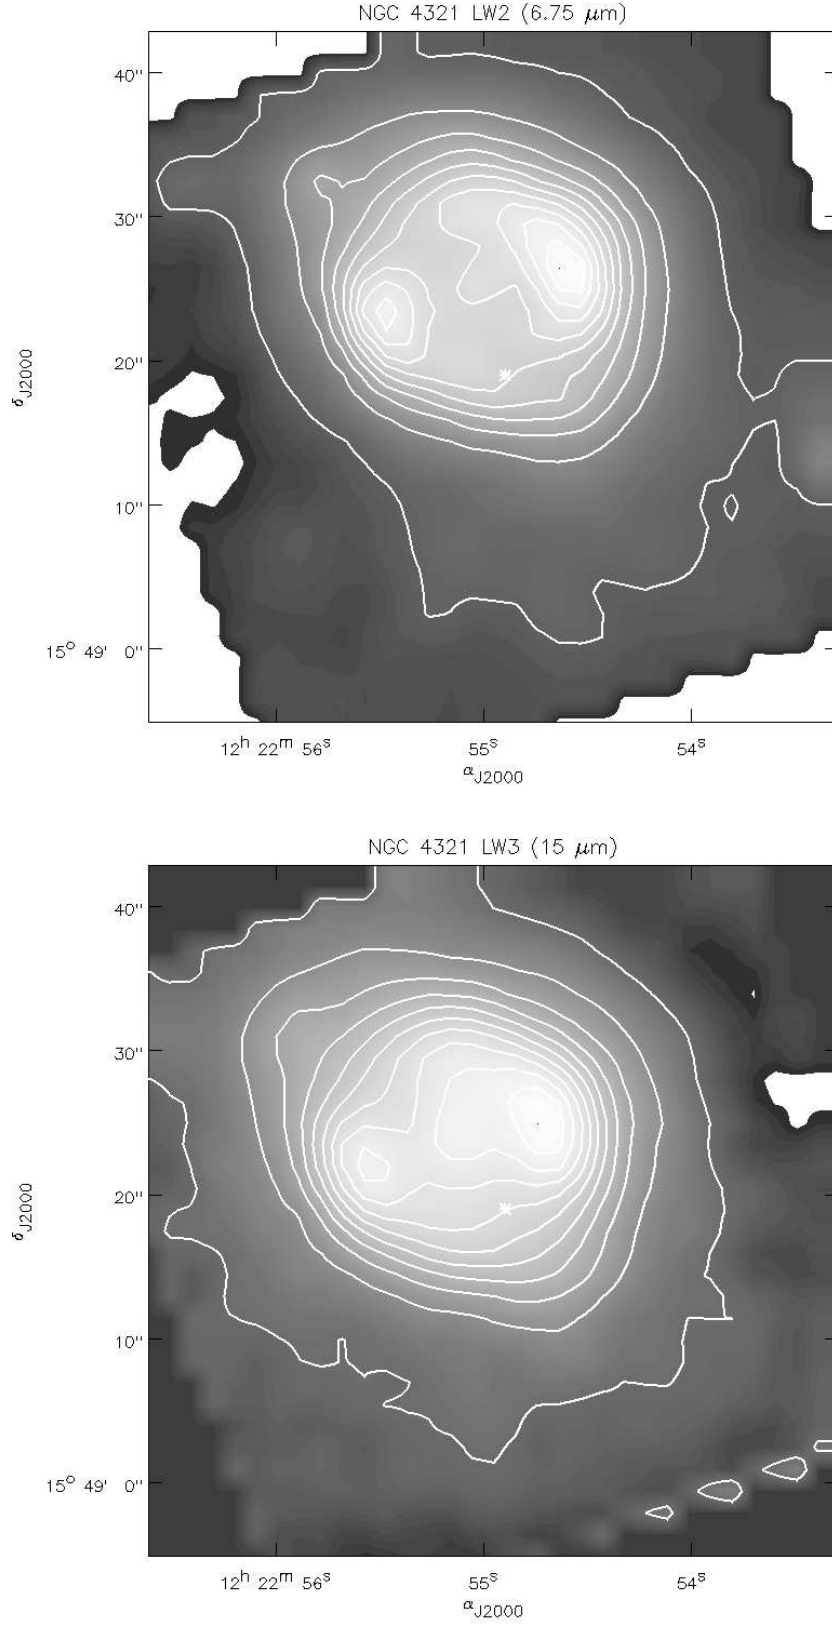 NGC 4321 LW2 (6.75 μm)
40"
30"
20"
10"
15° 49' 0"
δJ2000
12h 22m 56s 55s 54s
αJ2000
NGC 4321 LW3 (15 μm)
40"
30"
20"
10"
15° 49' 0"
δJ2000
12h 22m 56s 55s 54s
αJ2000